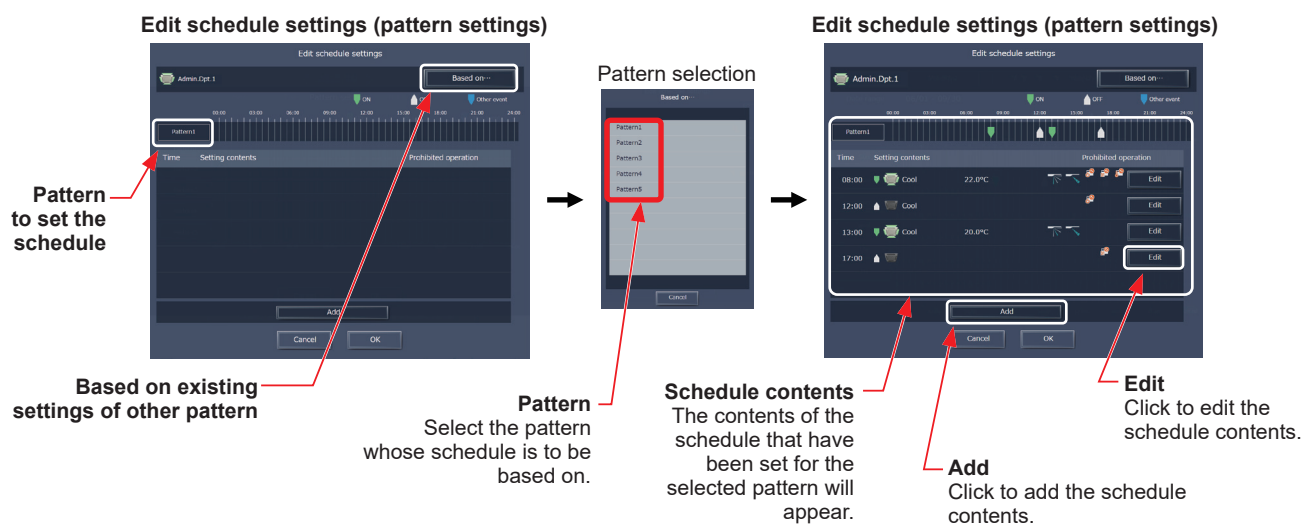 Edit schedule settings (pattern settings)
Edit schedule settings
Admin.Dpt.1
Based on…
ON
Other event
00:00 03:00 06:00 09:00 15:00 18:00 21:00 24:00
Pattern1
Time Setting contents Prohibited operation
Add
Cancel OK
Pattern
to set the
schedule
Based on existing
settings of other pattern
Pattern selection
Based on…
Pattern1
Pattern2
Pattern3
Pattern4
Pattern5
Cancel
Pattern
Select the pattern
whose schedule is to be
based on.
Edit schedule settings (pattern settings)
Edit schedule settings
Admin.Dpt.1
Based on…
ON OFF Other event
00:00 03:00 06:00 09:00 12:00 15:00 18:00 21:00 24:00
Pattern1
Time Setting contents Prohibited operation
08:00 Cool 22.0°C Edit
12:00 Cool Edit
13:00 Cool 20.0°C Edit
17:00 Edit
Add
Cancel OK
Schedule contents
The contents of the
schedule that have
been set for the
selected pattern will
appear.
Edit
Click to edit the
schedule contents.
Add
Click to add the schedule
contents.